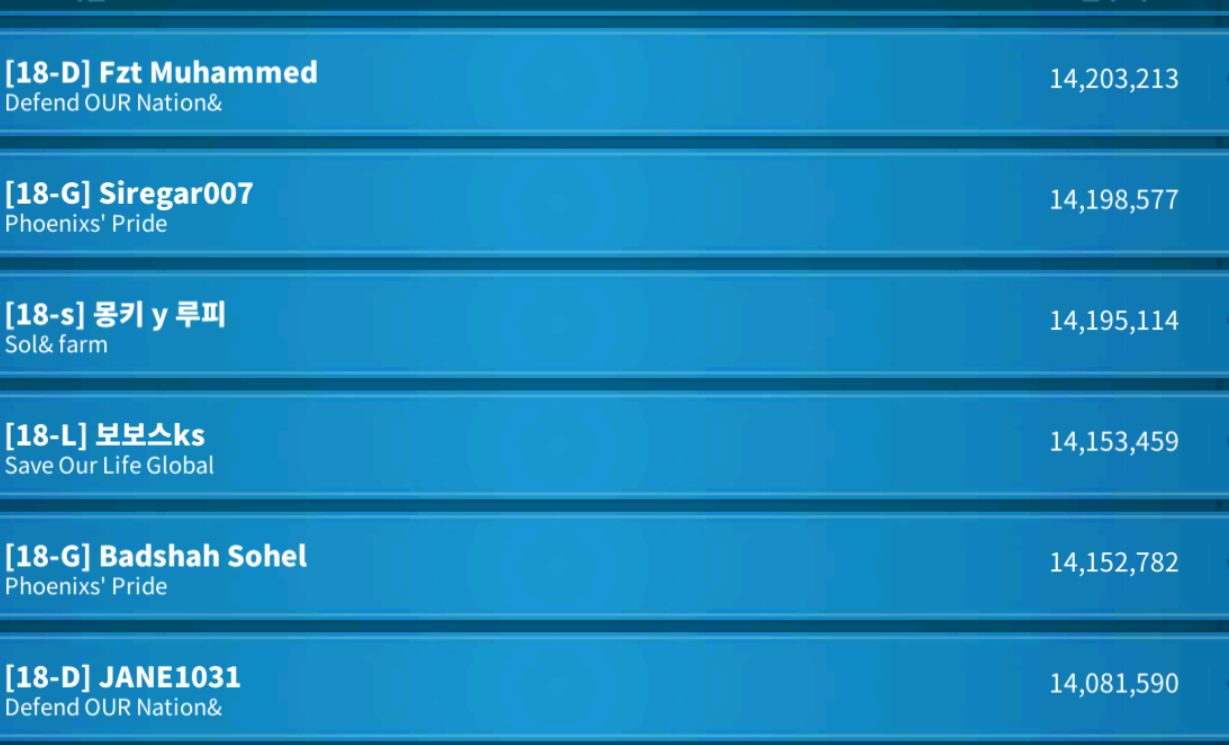 [18-D] Fzt Muhammed
14,203,213
Defend OUR Nation&
[18-G] Siregar007
14,198,577
Phoenixs' Pride
[18-s] 몽키 y 루피
14,195,114
Sol& farm
[18-L] 보보스ks
14,153,459
Save Our Life Global
[18-G] Badshah Sohel
14,152,782
Phoenixs' Pride
[18-D] JANE1031
14,081,590
Defend OUR Nation&